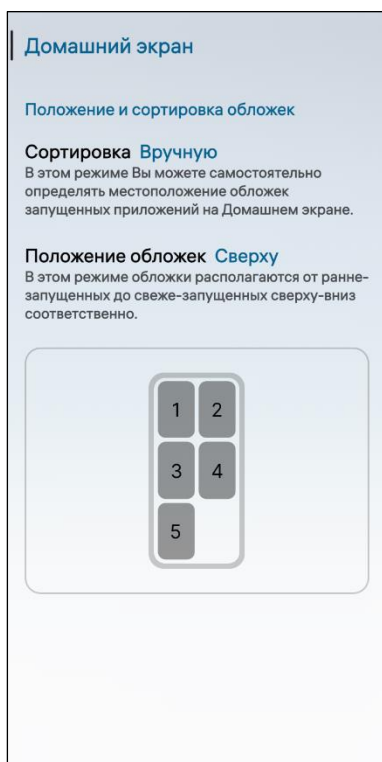 Домашний экран
Положение и сортировка обложек
Сортировка Вручную
В этом режиме Вы можете самостоятельно
определять местоположение обложек
запущенных приложений на Домашнем экране.
Положение обложек Сверху
В этом режиме обложки располагаются от ранне-
запущенных до свеже-запущенных сверху-вниз
соответственно.
1 2
3 4
5